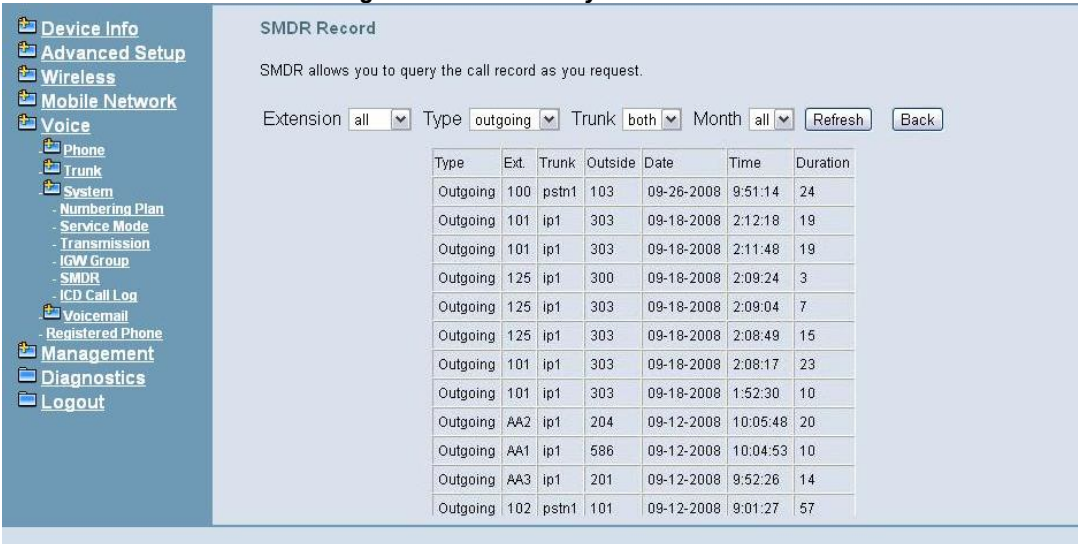 Device Info
Advanced Setup
Wireless
Mobile Network
Voice
Phone
Trunk
System
- Numbering Plan
- Service Mode
- Transmission
- IGW Group
- SMDR
- ICD Call Log
Voicemail
- Registered Phone
Management
Diagnostics
Logout
SMDR Record
SMDR allows you to query the call record as you request.
Extension all Type outgoing Trunk both Month all Refresh Back
Type Ext. Trunk Outside Date Time Duration
Outgoing 100 pstn1 103 09-26-2008 9:51:14 24
Outgoing 101 ip1 303 09-18-2008 2:12:18 19
Outgoing 101 ip1 303 09-18-2008 2:11:48 19
Outgoing 125 ip1 300 09-18-2008 2:09:24 3
Outgoing 125 ip1 303 09-18-2008 2:09:04 7
Outgoing 125 ip1 303 09-18-2008 2:08:49 15
Outgoing 101 ip1 303 09-18-2008 2:08:17 23
Outgoing 101 ip1 303 09-18-2008 1:52:30 10
Outgoing AA2 ip1 204 09-12-2008 10:05:48 20
Outgoing AA1 ip1 586 09-12-2008 10:04:53 10
Outgoing AA3 ip1 201 09-12-2008 9:52:26 14
Outgoing 102 pstn1 101 09-12-2008 9:01:27 57